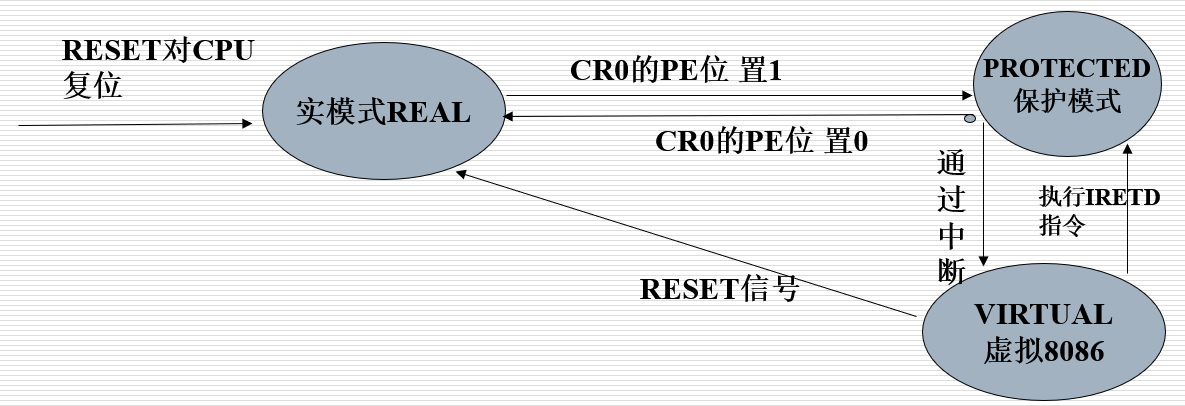 RESET对CPU
复位
实模式REAL
CR0的PE位 置1
CR0的PE位 置0
PROTECTED
保护模式
通
过
中
断
执行IRETD
指令
RESET信号
VIRTUAL
虚拟8086